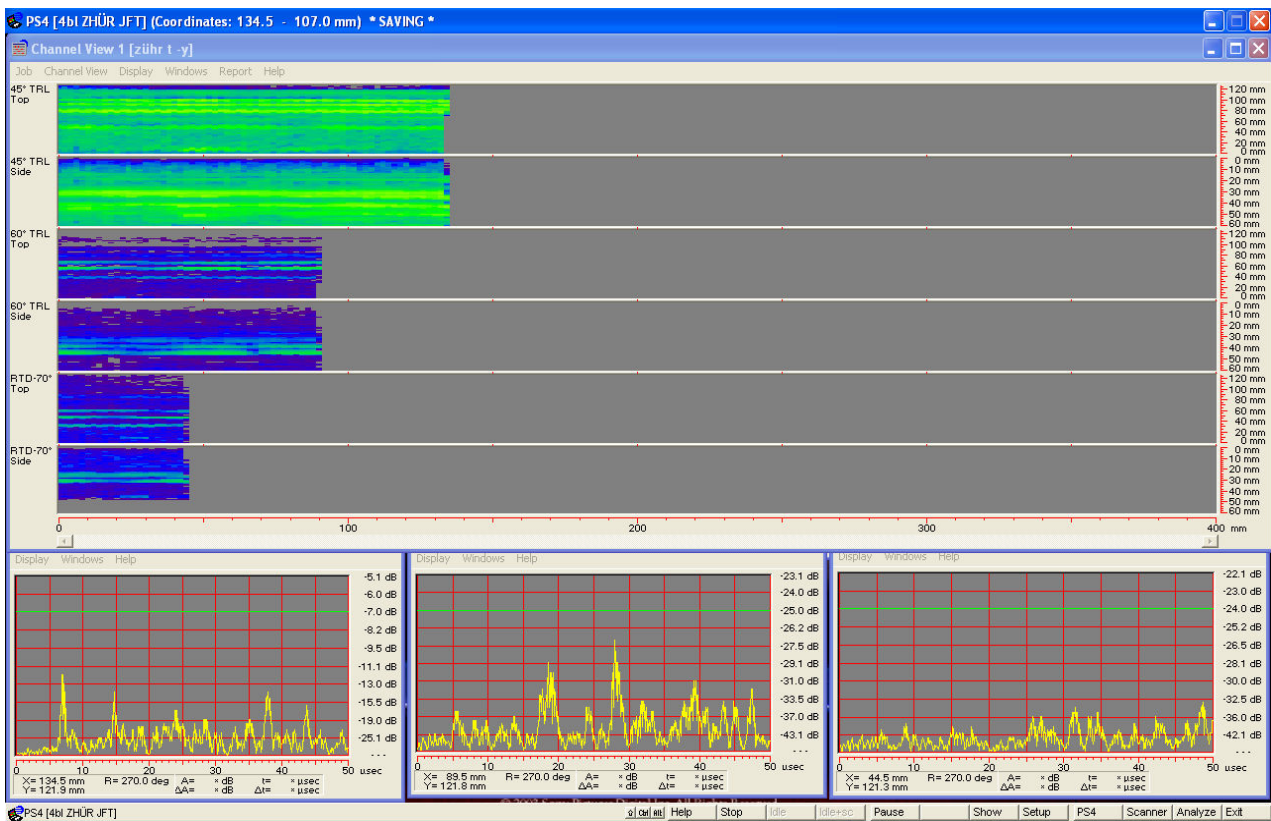 PS4 [4bl ZHÜR JFT] (Coordinates: 134.5 - 107.0 mm) * SAVING *
Channel View 1 [zühr t -y]
Job Channel View Display Windows Report Help
45° TRL
Top
120 mm
100 mm
80 mm
60 mm
40 mm
20 mm
0 mm
45° TRL
Side
0 mm
10 mm
20 mm
30 mm
40 mm
50 mm
60 mm
60° TRL
Top
120 mm
100 mm
80 mm
60 mm
40 mm
20 mm
0 mm
60° TRL
Side
0 mm
10 mm
20 mm
30 mm
40 mm
50 mm
60 mm
RTD-70°
Top
120 mm
100 mm
80 mm
60 mm
40 mm
20 mm
0 mm
RTD-70°
Side
0 mm
10 mm
20 mm
30 mm
40 mm
50 mm
60 mm
0 100 200 300 400 mm
Display Windows Help
-5.1 dB
-6.0 dB
-7.0 dB
-8.2 dB
-9.5 dB
-11.1 dB
-13.0 dB
-15.5 dB
-19.0 dB
-25.1 dB
---
0 10 20 30 40 50 usec
X= 134.5 mm R= 270.0 deg A= × dB t= × µsec
Y= 121.9 mm ΔA= × dB Δt= × µsec
Display Windows Help
-23.1 dB
-24.0 dB
-25.0 dB
-26.2 dB
-27.5 dB
-29.1 dB
-31.0 dB
-33.5 dB
-37.0 dB
-43.1 dB
---
0 10 20 30 40 50 usec
X= 89.5 mm R= 270.0 deg A= × dB t= × µsec
Y= 121.8 mm ΔA= × dB Δt= × µsec
Display Windows Help
-22.1 dB
-23.0 dB
-24.0 dB
-25.2 dB
-26.5 dB
-28.1 dB
-30.0 dB
-32.5 dB
-36.0 dB
-42.1 dB
---
0 10 20 30 40 50 usec
X= 44.5 mm R= 270.0 deg A= × dB t= × µsec
Y= 121.3 mm ΔA= × dB Δt= × µsec
PS4 [4bl ZHÜR JFT] Ctrl Alt Help Stop Idle Idle+sc Pause Show Setup PS4 Scanner Analyze Exit